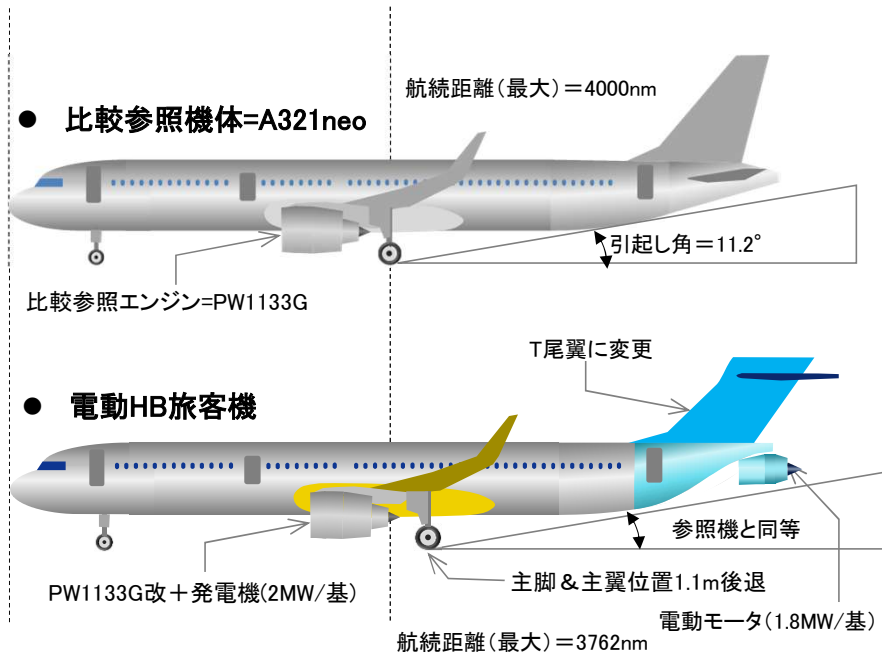 航続距離(最大)=4000nm
● 比較参照機体=A321neo
引起し角=11.2°
比較参照エンジン=PW1133G
T尾翼に変更
● 電動HB旅客機
参照機と同等
PW1133G改+発電機(2MW/基)
主脚&主翼位置1.1m後退
電動モータ(1.8MW/基)
航続距離(最大)=3762nm